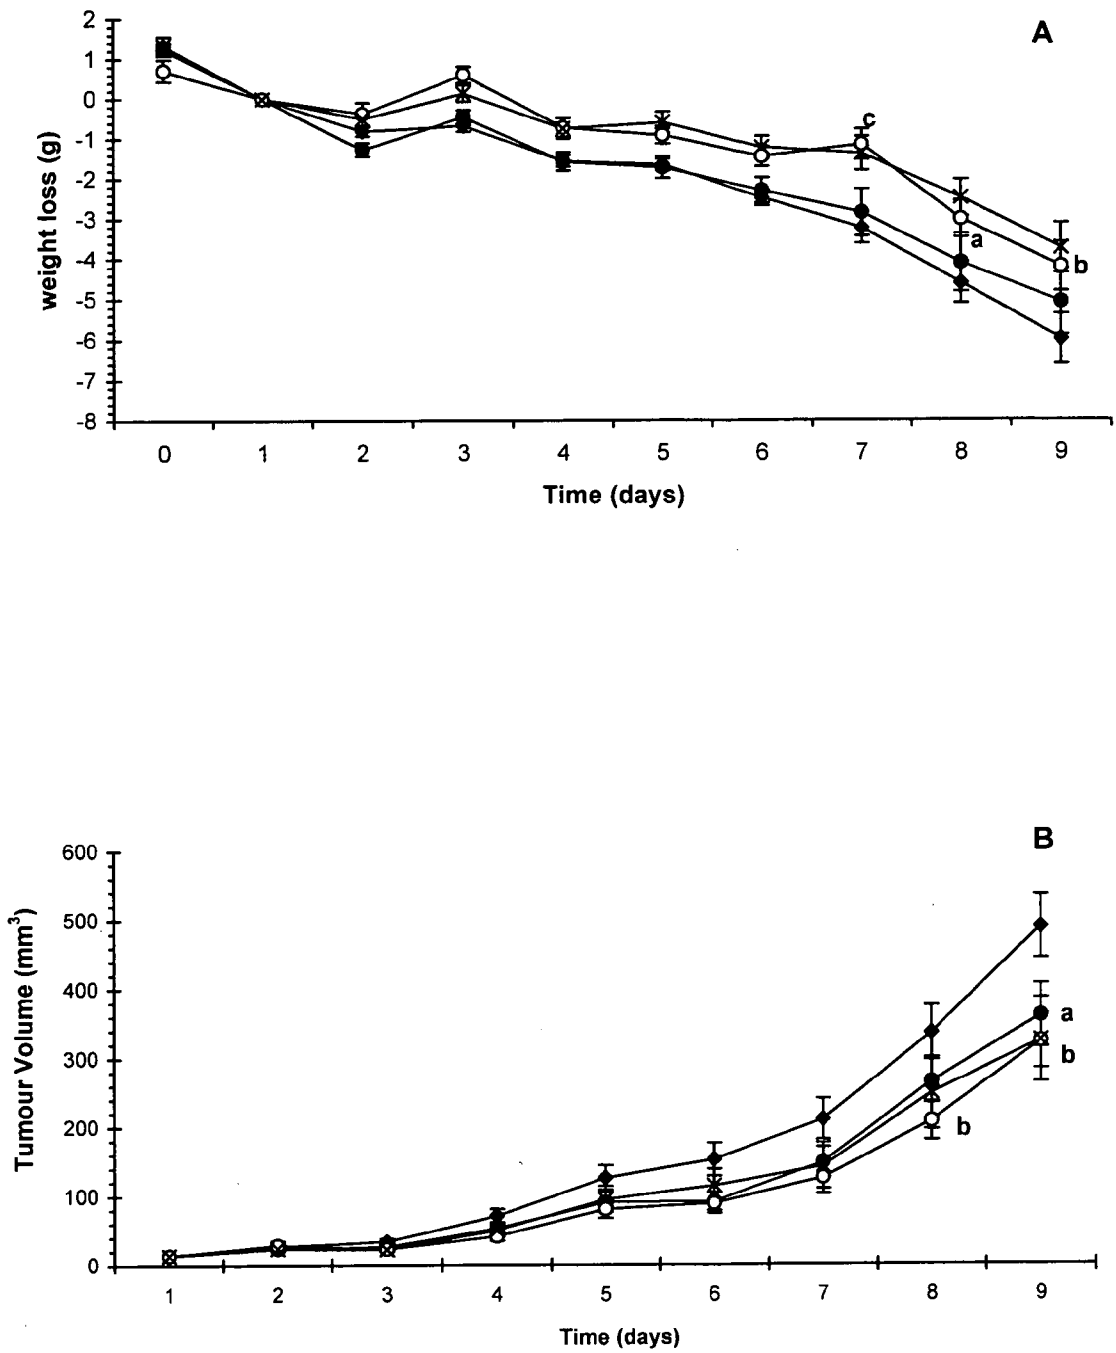 A
2
1
0
-1
-2
-3
-4
-5
-6
-7
-8
weight loss (g)
c
a
b
0 1 2 3 4 5 6 7 8 9
Time (days)
B
600
500
400
300
200
100
0
Tumour Volume (mm³)
a
b
b
1 2 3 4 5 6 7 8 9
Time (days)